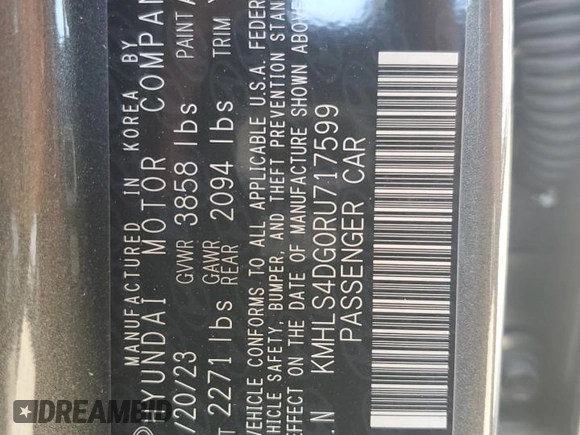 MANUFACTURED IN KOREA BY
HYUNDAI MOTOR COMPAN
/20/23 GVWR 3858 lbs PAINT
2271 lbs GAWR REAR 2094 lbs TRIM
VEHICLE CONFORMS TO ALL APPLICABLE U.S.A. FEDER
VEHICLE SAFETY, BUMPER, AND THEFT PREVENTION STAN
EFFECT ON THE DATE OF MANUFACTURE SHOWN ABOVE
.N KMHLS4DG0RU717599
PASSENGER CAR
DREAMBID